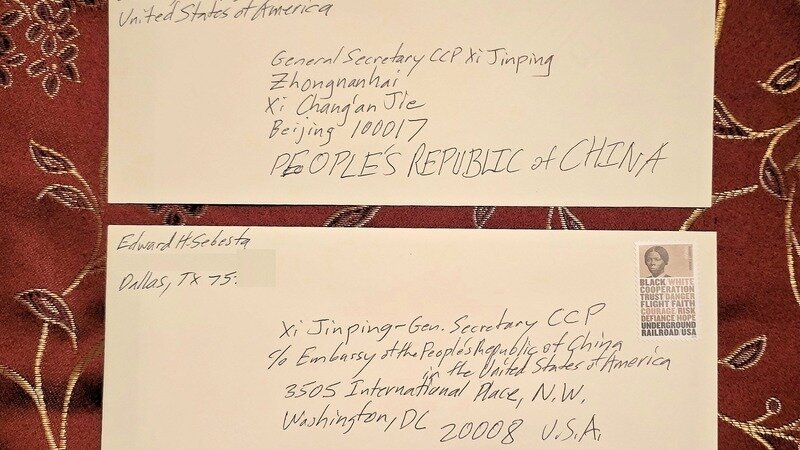 United States of America
General Secretary CCP Xi Jinping
Zhongnanhai
Xi Chang'an Jie
Beijing 100017
PEOPLE'S REPUBLIC of CHINA
Edward H. Sebesta
Dallas, TX 75
BLACK WHITE
COOPERATION
TRUST DANGER
FLIGHT FAITH
COURAGE RISK
DEFIANCE HOPE
UNDERGROUND
RAILROAD/USA
Xi Jinping - Gen. Secretary CCP
c/o Embassy of the People's Republic of China
in the United States of America
3505 International Place, N.W.
Washington, DC 20008 U.S.A.